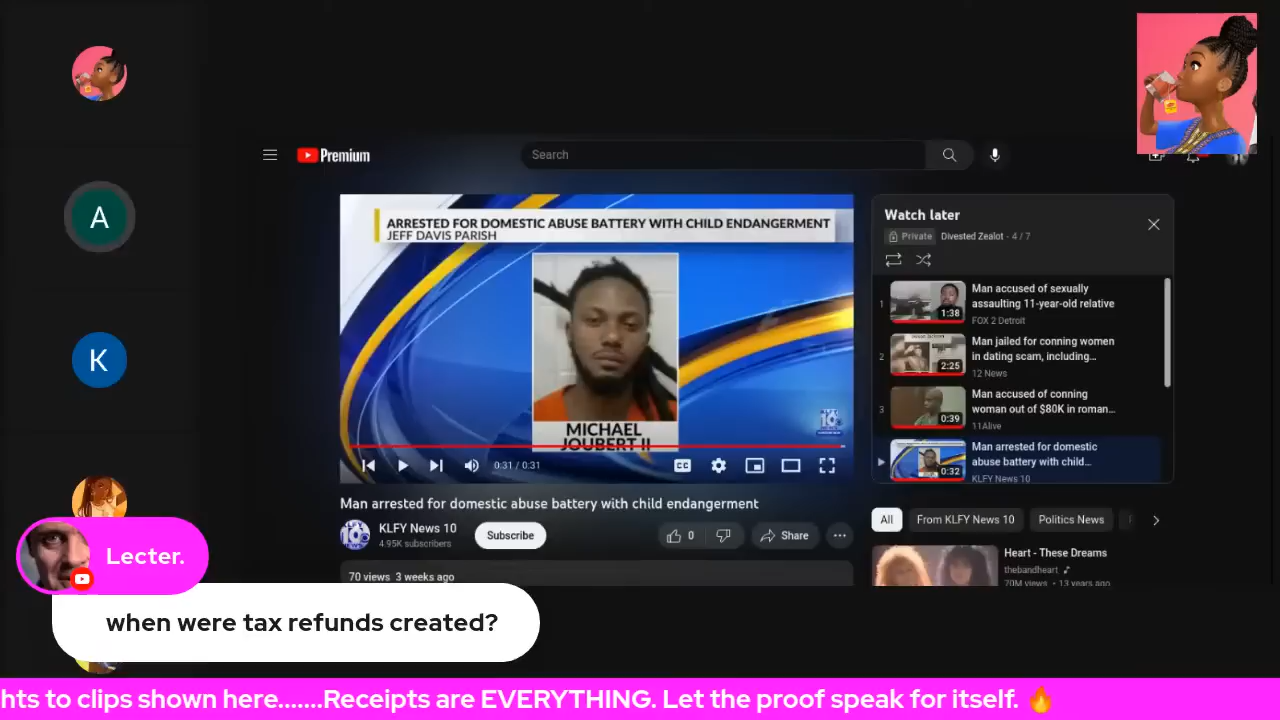 Premium
Search
ARRESTED FOR DOMESTIC ABUSE BATTERY WITH CHILD ENDANGERMENT
JEFF DAVIS PARISH
MICHAEL
JOUBERT II
10
0:31 / 0:31
CC
Man arrested for domestic abuse battery with child endangerment
KLFY News 10
4.95K subscribers
Subscribe
0
Share
70 views 3 weeks ago
Watch later
Private Divested Zealot - 4 / 7
1
1:38
Man accused of sexually
assaulting 11-year-old relative
FOX 2 Detroit
2
2:25
Man jailed for conning women
in dating scam, including...
12 News
3
0:39
Man accused of conning
woman out of $80K in roman...
11Alive
0:32
Man arrested for domestic
abuse battery with child...
KLFY News 10
All
From KLFY News 10
Politics News
Heart - These Dreams
thebandheart
70M views • 13 years ago
A
K
Lecter.
when were tax refunds created?
hts to clips shown here.......Receipts are EVERYTHING. Let the proof speak for itself. 🔥